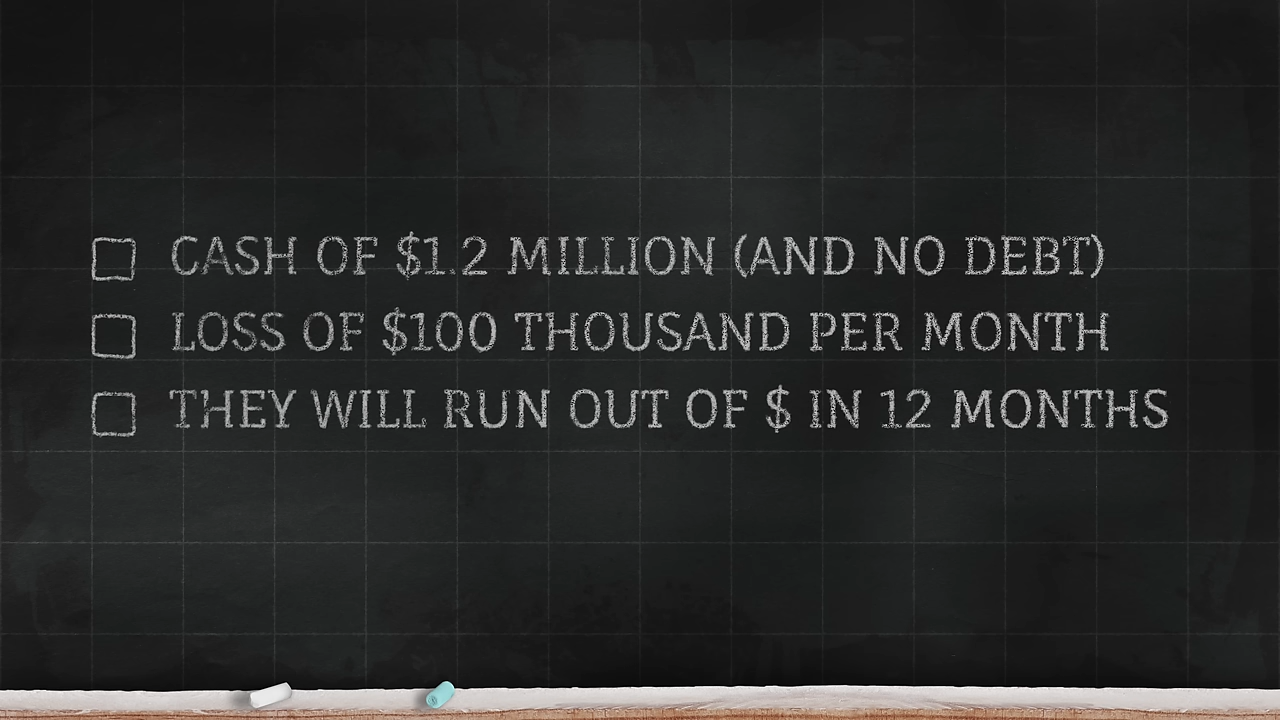 CASH OF $1.2 MILLION (AND NO DEBT)
LOSS OF $100 THOUSAND PER MONTH
THEY WILL RUN OUT OF $ IN 12 MONTHS